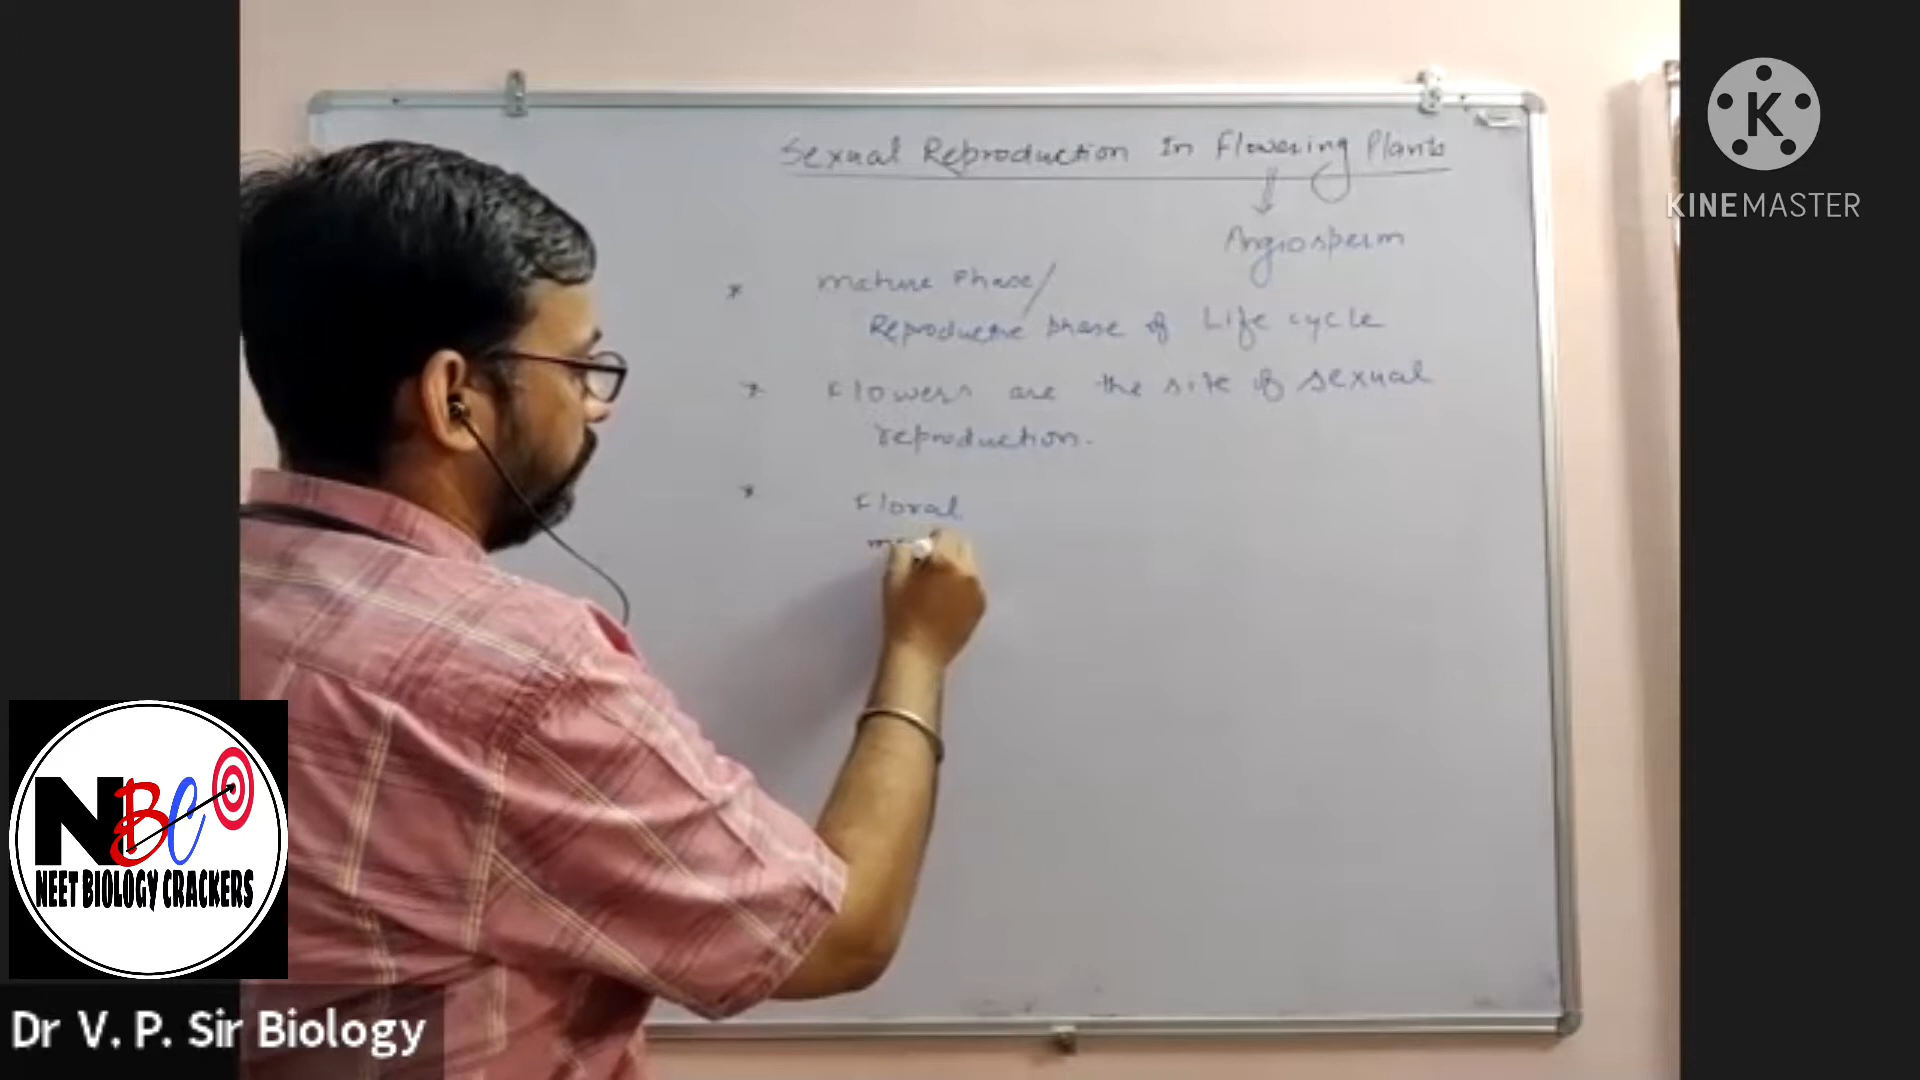 Sexual Reproduction In Flowering Plants
Angiosperm
* Mature Phase/
Reproductive phase of Life cycle
* Flowers are the site of sexual
reproduction.
* Floral
K
KINEMASTER
NBC
NEET BIOLOGY CRACKERS
Dr V. P. Sir Biology